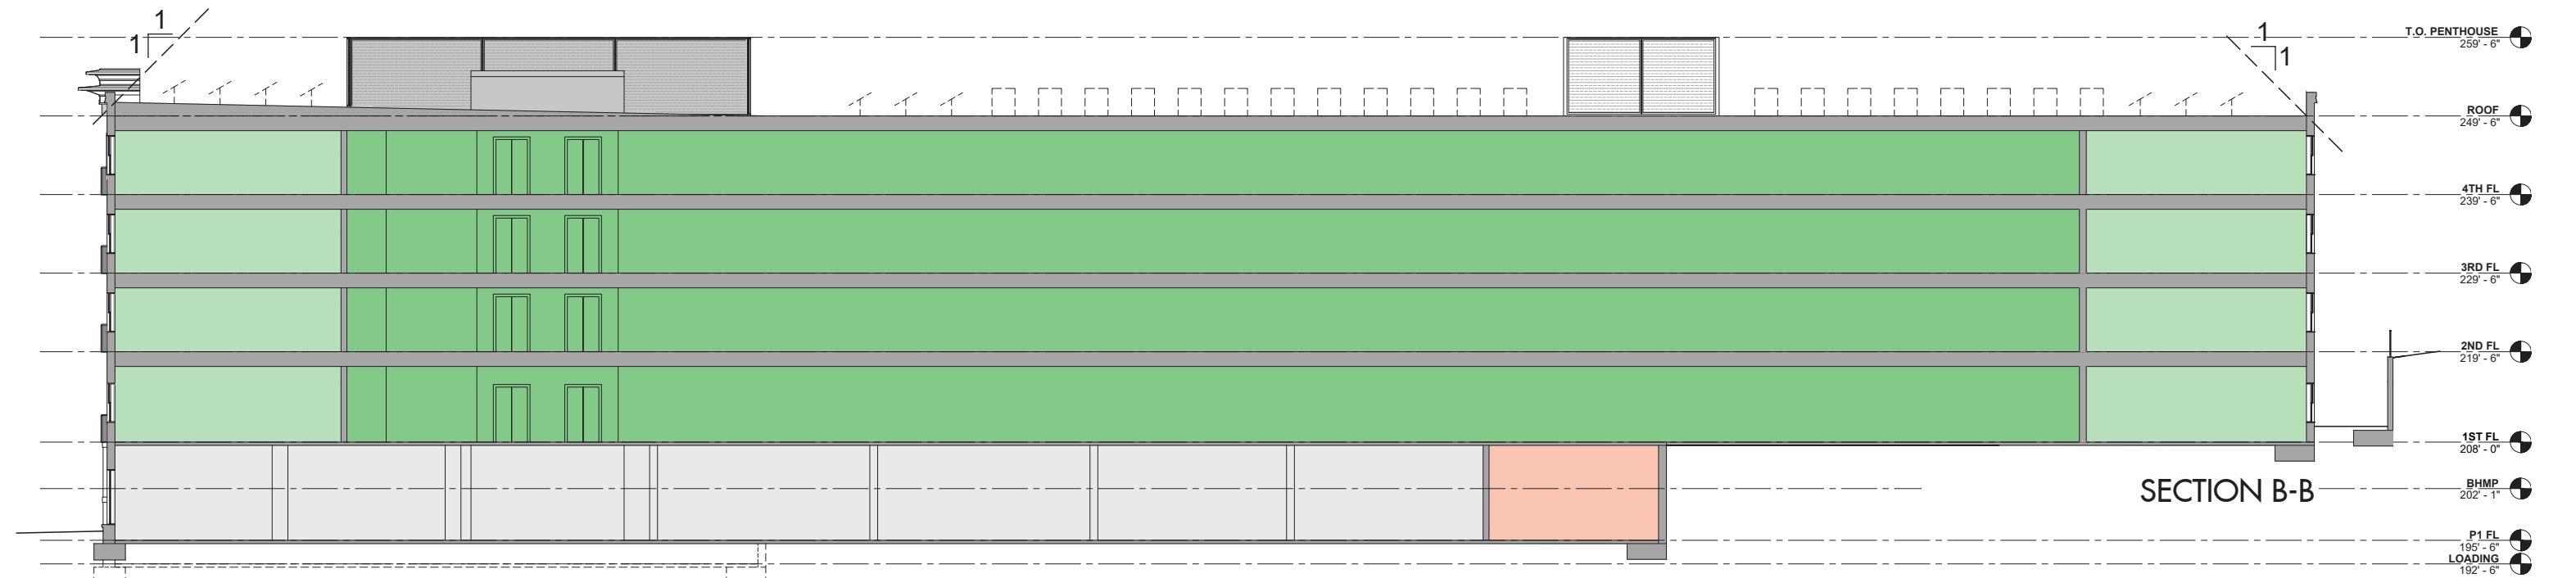 1
1
1
1
T.O. PENTHOUSE
259' - 6"
ROOF
249' - 6"
4TH FL
239' - 6"
3RD FL
229' - 6"
2ND FL
219' - 6"
1ST FL
208' - 0"
SECTION B-B
BHMP
202' - 1"
P1 FL
195' - 6"
LOADING
192' - 6"